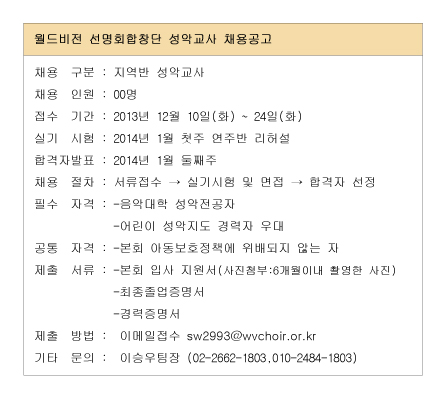 월드비전 선명회합창단 성악교사 채용공고
채용 구분 : 지역반 성악교사
채용 인원 : 00명
접수 기간 : 2013년 12월 10일(화) ~ 24일(화)
실기 시험 : 2014년 1월 첫주 연주반 리허설
합격자발표 : 2014년 1월 둘째주
채용 절차 : 서류접수 → 실기시험 및 면접 → 합격자 선정
필수 자격 : -음악대학 성악전공자
-어린이 성악지도 경력자 우대
공통 자격 : -본회 아동보호정책에 위배되지 않는 자
제출 서류 : -본회 입사 지원서(사진첨부:6개월이내 촬영한 사진)
-최종졸업증명서
-경력증명서
제출 방법 : 이메일접수 sw2993@wvchoir.or.kr
기타 문의 : 이승우팀장 (02-2662-1803,010-2484-1803)